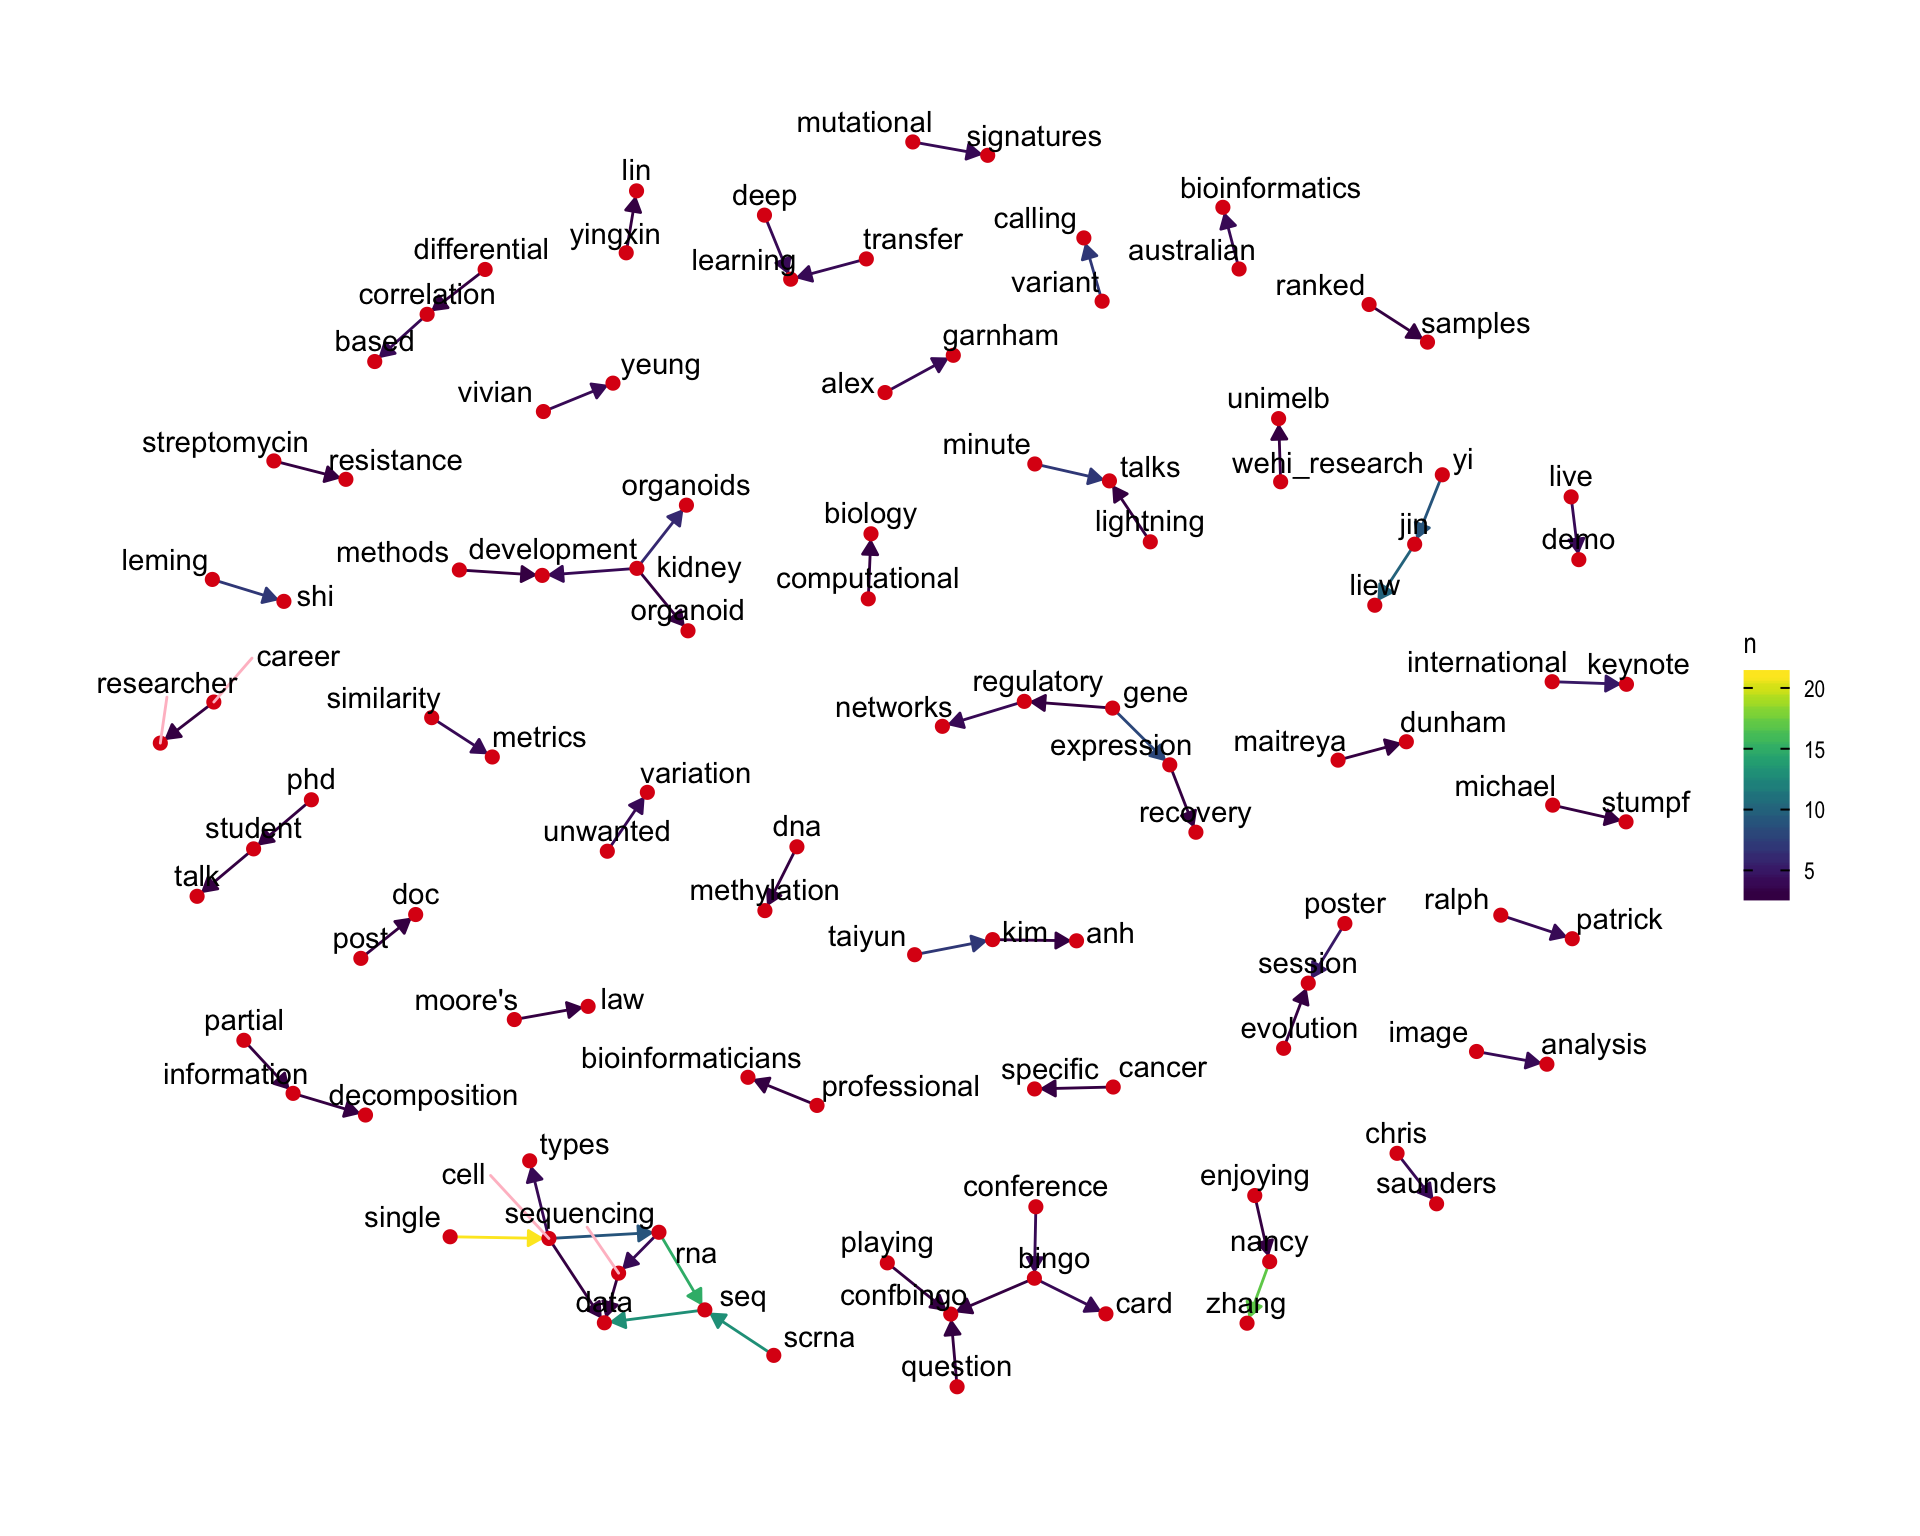 mutational
signatures
lin
deep
bioinformatics
calling
yingxin
transfer
differential
australian
learning
variant
ranked
correlation
samples
based
garnham
yeung
alex
vivian
unimelb
streptomycin
minute
resistance
talks
wehi_research
yi
live
organoids
biology
lightning
jin
demo
methods
development
leming
kidney
computational
liew
shi
organoid
n
career
international
keynote
researcher
regulatory
gene
20
similarity
networks
dunham
metrics
expression
maitreya
15
phd
variation
michael
stumpf
10
student
unwanted
dna
recovery
talk
methylation
5
doc
poster
ralph
patrick
post
taiyun
kim
anh
session
moore's
law
partial
evolution
image
analysis
information
bioinformaticians
specific
cancer
decomposition
professional
types
chris
cell
enjoying
saunders
single
sequencing
conference
rna
playing
bingo
nancy
data
seq
confbingo
card
zhang
scrna
question